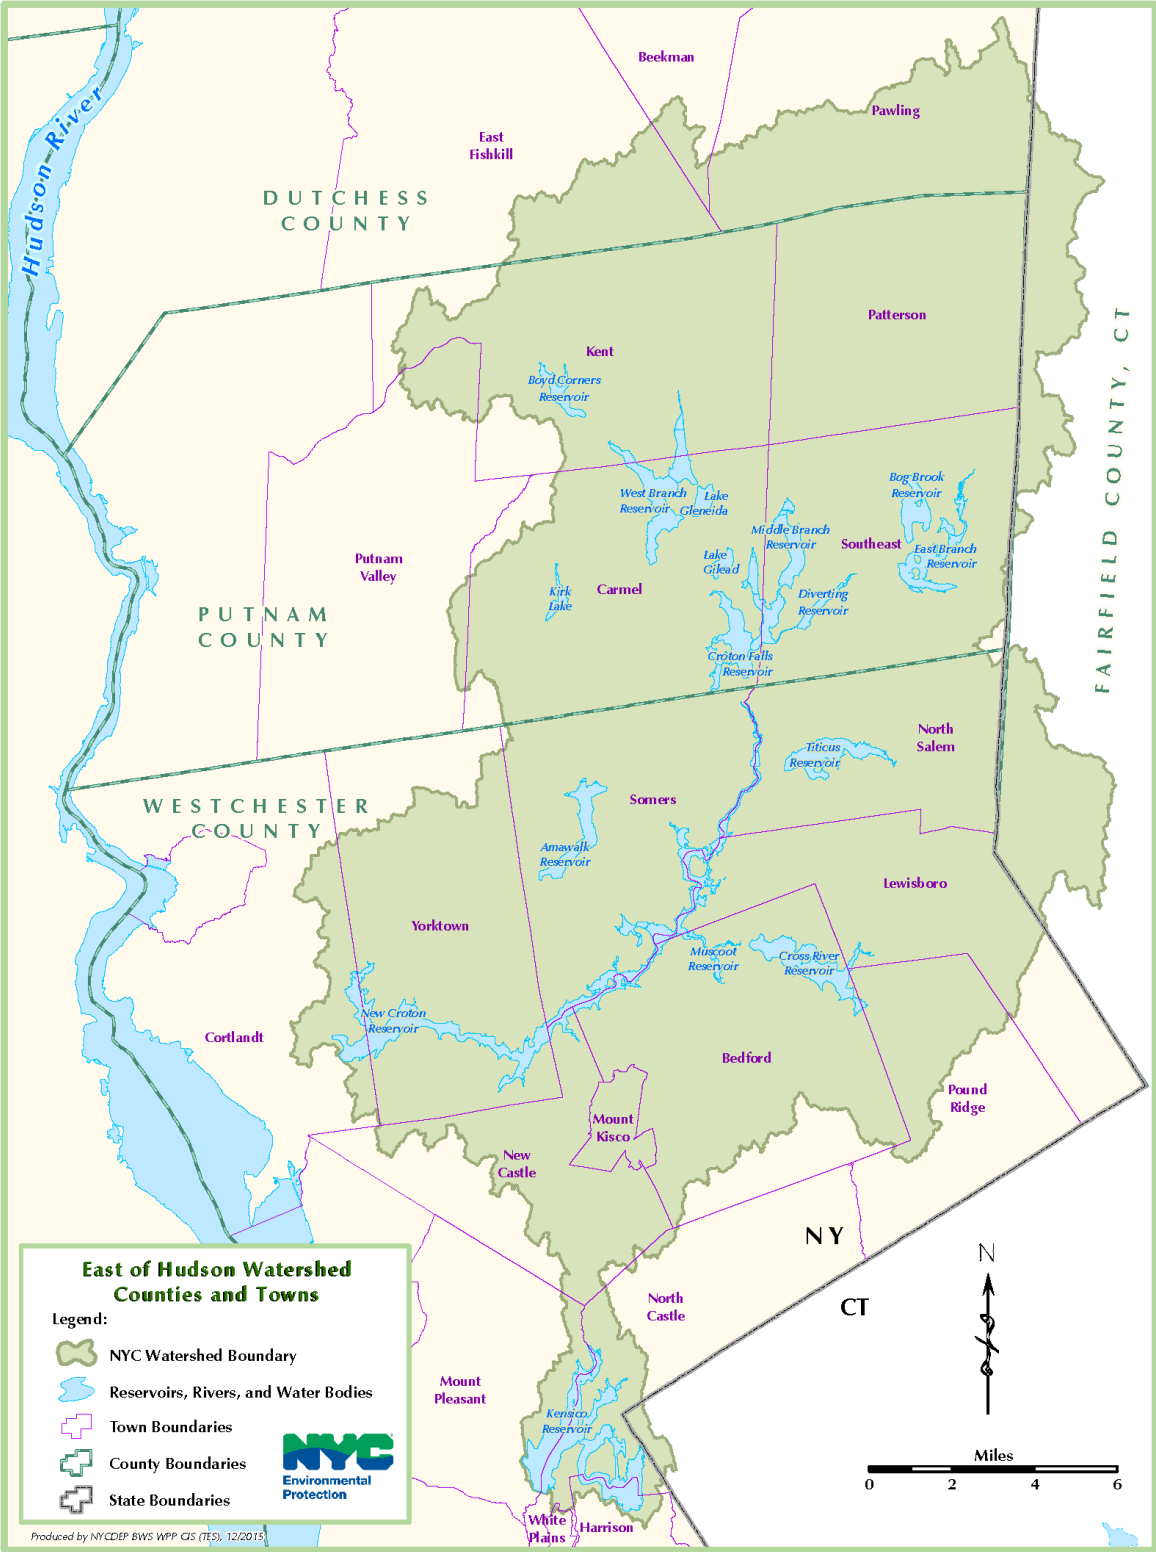 Beekman
Pawling
East
Fishkill
Hudson River
DUTCHESS
COUNTY
Patterson
Kent
Boyd Corners
Reservoir
FAIRFIELD COUNTY, CT
Bog Brook
Reservoir
West Branch
Reservoir
Lake
Gleneida
Middle Branch
Reservoir
Southeast
East Branch
Reservoir
Lake
Gilead
Putnam
Valley
Kirk
Lake
Carmel
Diverting
Reservoir
PUTNAM
COUNTY
Croton Falls
Reservoir
North
Salem
Titicus
Reservoir
Somers
WESTCHESTER
COUNTY
Amawalk
Reservoir
Lewisboro
Yorktown
Muscoot
Reservoir
Cross River
Reservoir
New Croton
Reservoir
Cortlandt
Bedford
Pound
Ridge
Mount
Kisco
New
Castle
NY
CT
N
North
Castle
Mount
Pleasant
Kensico
Reservoir
White
Plains
Harrison
Miles
0 2 4 6
East of Hudson Watershed
Counties and Towns
Legend:
NYC Watershed Boundary
Reservoirs, Rivers, and Water Bodies
Town Boundaries
County Boundaries
State Boundaries
NYC
Environmental
Protection
Produced by NYCDEP BWS WPP GIS (TES), 12/2015